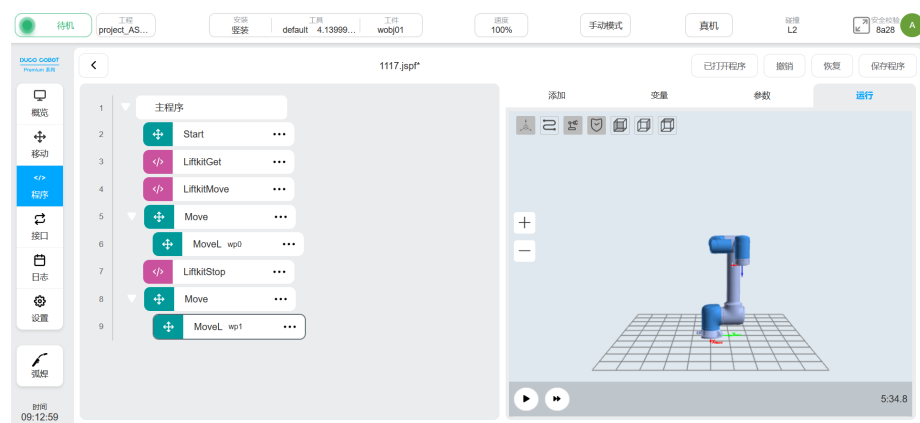 待机
工程
project_AS...
安装
竖装
工具
default 4.13999...
工件
wobj01
速度
100%
手动模式
真机
碰撞
L2
安全校验
8a28
A
DUCO COBOT
Premium 系列
1117.jspf*
已打开程序
撤销
恢复
保存程序
概览
移动
程序
接口
日志
设置
弧焊
时间
09:12:59
1 主程序
2 Start
3 LiftkitGet
4 LiftkitMove
5 Move
6 MoveL wp0
7 LiftkitStop
8 Move
9 MoveL wp1
添加
变量
参数
运行
5:34.8